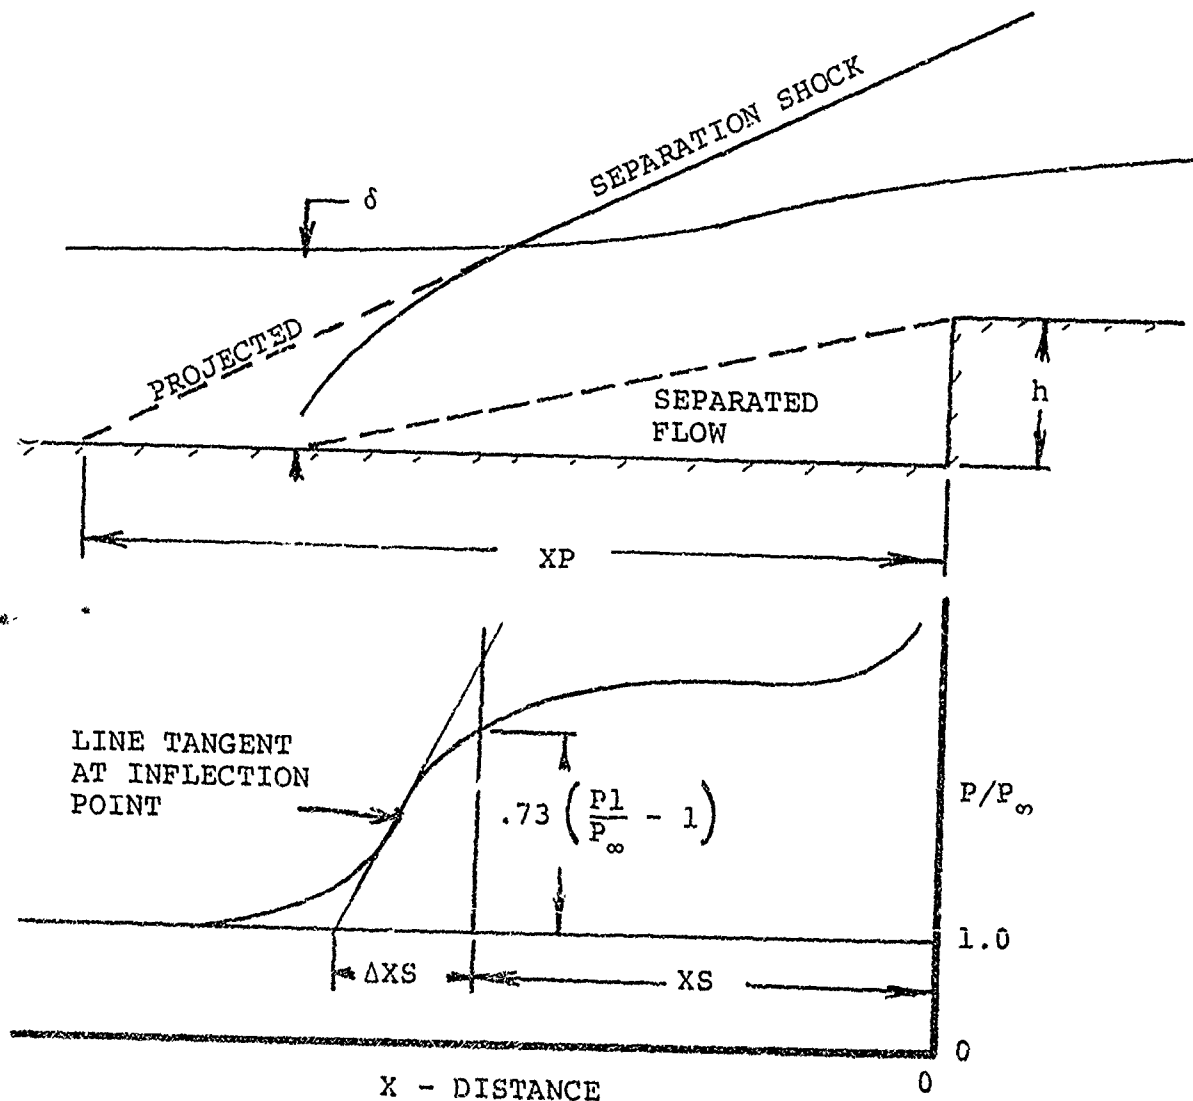 SEPARATION SHOCK
δ
PROJECTED
SEPARATED
FLOW
h
XP
LINE TANGENT
AT INFLECTION
POINT
.73 (P1/P∞ - 1)
P/P∞
1.0
ΔXS
XS
0
X - DISTANCE
0